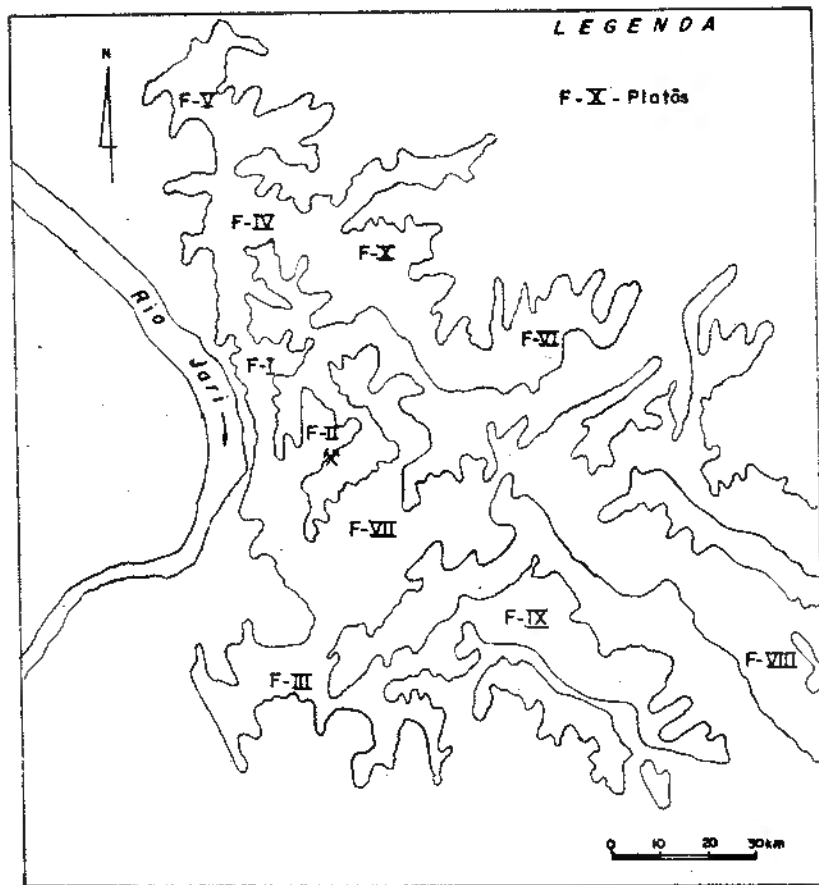 LEGENDA
N
F-X - Platôs
F-V
F-IV
F-X
Rio Jari
F-VI
F-I
F-II
F-VII
F-IX
F-VIII
F-III
0 10 20 30km